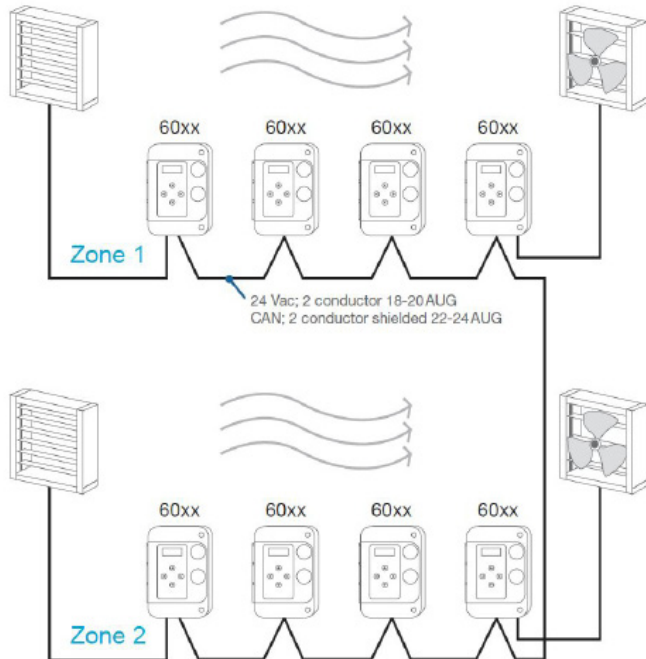 60xx 60xx 60xx 60xx
Zone 1
24 Vac; 2 conductor 18-20 AUG
CAN; 2 conductor shielded 22-24 AUG
60xx 60xx 60xx 60xx
Zone 2